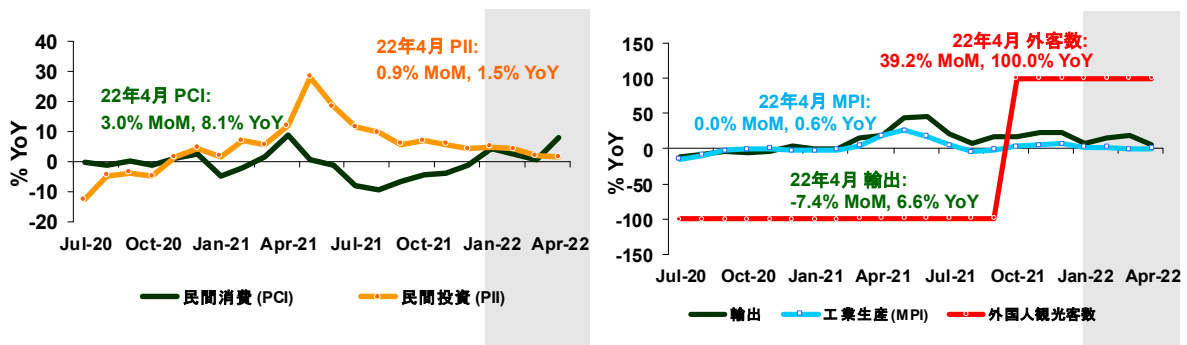 % YoY
40
30
20
10
0
-10
-20
22年4月 PII:
0.9% MoM, 1.5% YoY
22年4月 PCI:
3.0% MoM, 8.1% YoY
Jul-20 Oct-20 Jan-21 Apr-21 Jul-21 Oct-21 Jan-22 Apr-22
民間消費 (PCI) 民間投資 (PII)
% YoY
150
100
50
0
-50
-100
-150
22年4月 外客数:
39.2% MoM, 100.0% YoY
22年4月 MPI:
0.0% MoM, 0.6% YoY
22年4月 輸出:
-7.4% MoM, 6.6% YoY
Jul-20 Oct-20 Jan-21 Apr-21 Jul-21 Oct-21 Jan-22 Apr-22
輸出 工業生産(MPI) 外国人観光客数